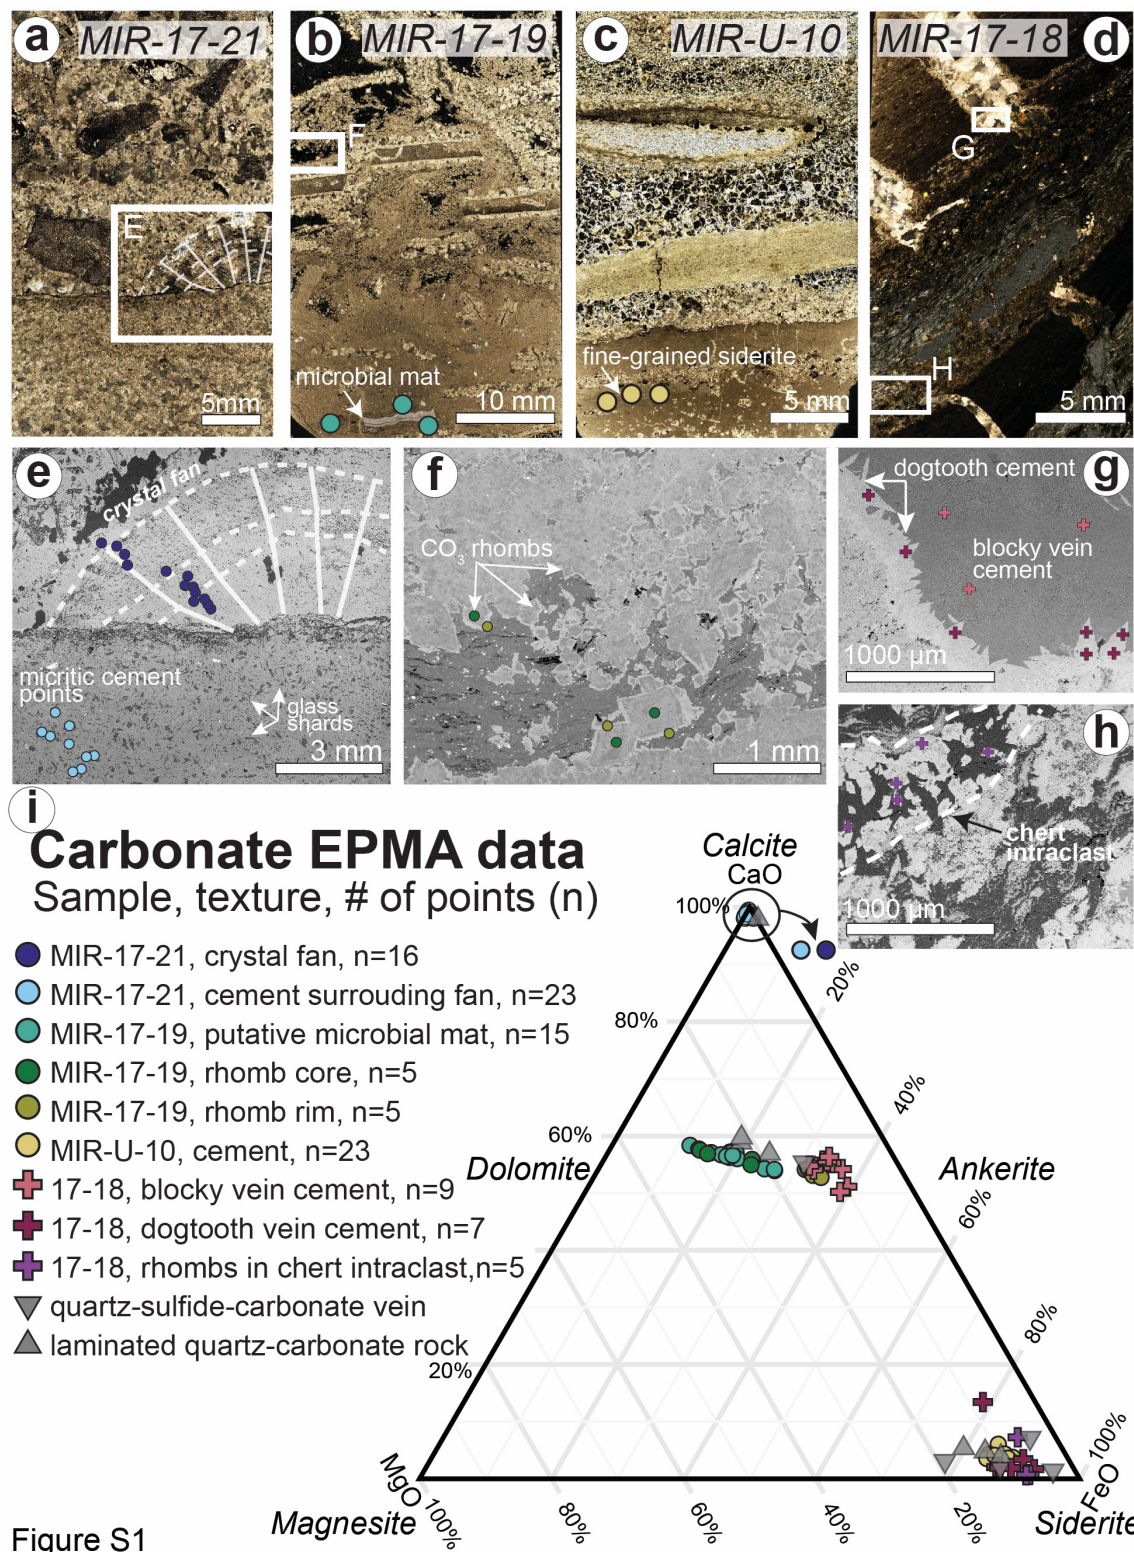 a
MIR-17-21
b
MIR-17-19
c
MIR-U-10
MIR-17-18
d
E
5mm
F
microbial mat
10 mm
fine-grained siderite
5 mm
G
H
5 mm
e
crystal fan
micritic cement
points
glass
shards
3 mm
f
CO3 rhombs
1 mm
g
dogtooth cement
blocky vein
cement
1000 µm
h
chert
intraclast
1000 µm
i
Carbonate EPMA data
Sample, texture, # of points (n)
MIR-17-21, crystal fan, n=16
MIR-17-21, cement surrouding fan, n=23
MIR-17-19, putative microbial mat, n=15
MIR-17-19, rhomb core, n=5
MIR-17-19, rhomb rim, n=5
MIR-U-10, cement, n=23
17-18, blocky vein cement, n=9
17-18, dogtooth vein cement, n=7
17-18, rhombs in chert intraclast,n=5
quartz-sulfide-carbonate vein
laminated quartz-carbonate rock
Calcite
CaO
100%
80%
60%
20%
Dolomite
Ankerite
20%
40%
60%
80%
100%
FeO
MgO
100%
80%
60%
40%
20%
Magnesite
Siderite
Figure S1